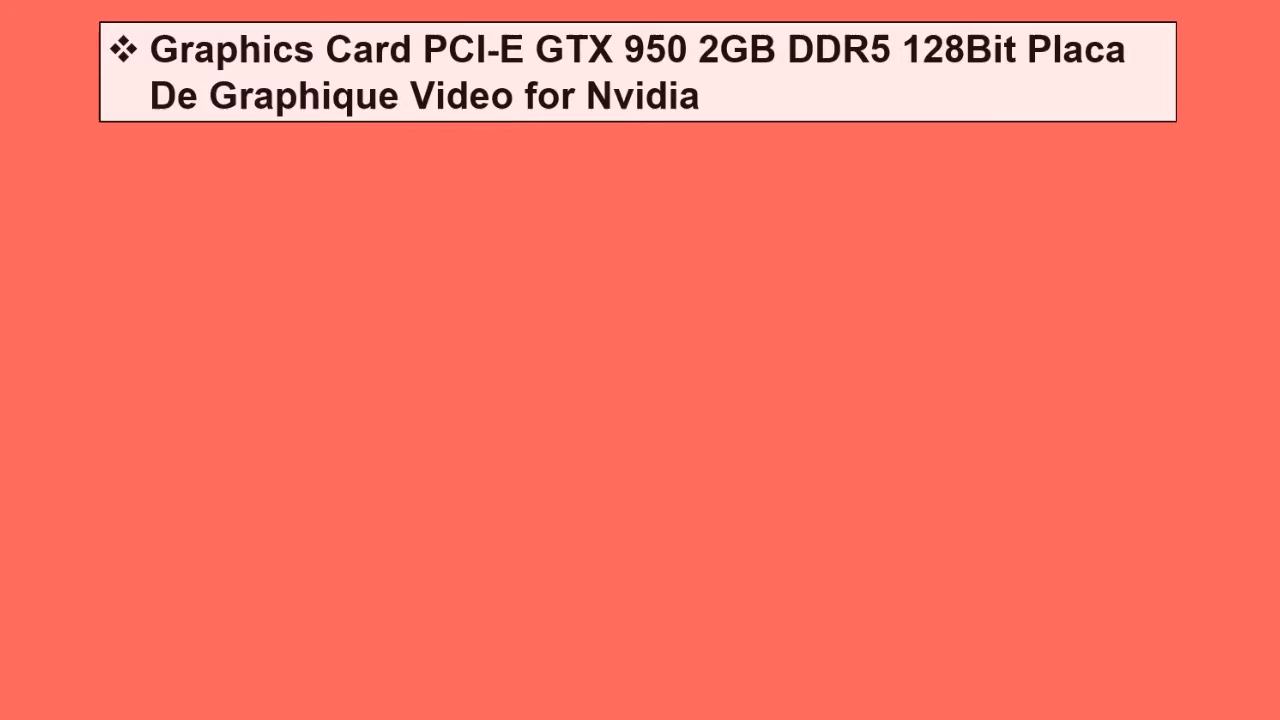 ❖ Graphics Card PCI-E GTX 950 2GB DDR5 128Bit Placa
De Graphique Video for Nvidia